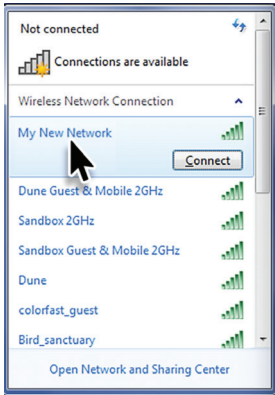 Not connected
Connections are available
Wireless Network Connection
My New Network
Connect
Dune Guest & Mobile 2GHz
Sandbox 2GHz
Sandbox Guest & Mobile 2GHz
Dune
colorfast_guest
Bird_sanctuary
Open Network and Sharing Center